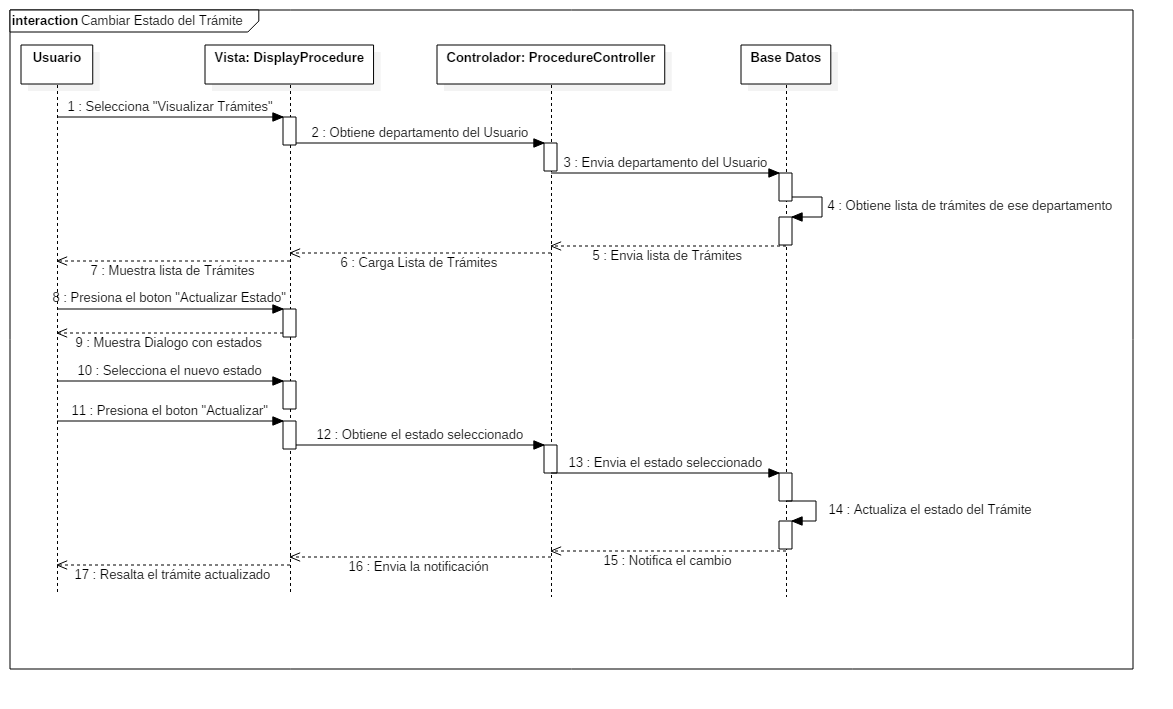 interaction Cambiar Estado del Trámite
Usuario
Vista: DisplayProcedure
Controlador: ProcedureController
Base Datos
1 : Selecciona "Visualizar Trámites"
2 : Obtiene departamento del Usuario
3 : Envia departamento del Usuario
4 : Obtiene lista de trámites de ese departamento
5 : Envia lista de Trámites
6 : Carga Lista de Trámites
7 : Muestra lista de Trámites
8 : Presiona el boton "Actualizar Estado"
9 : Muestra Dialogo con estados
10 : Selecciona el nuevo estado
11 : Presiona el boton "Actualizar"
12 : Obtiene el estado seleccionado
13 : Envia el estado seleccionado
14 : Actualiza el estado del Trámite
15 : Notifica el cambio
16 : Envia la notificación
17 : Resalta el trámite actualizado